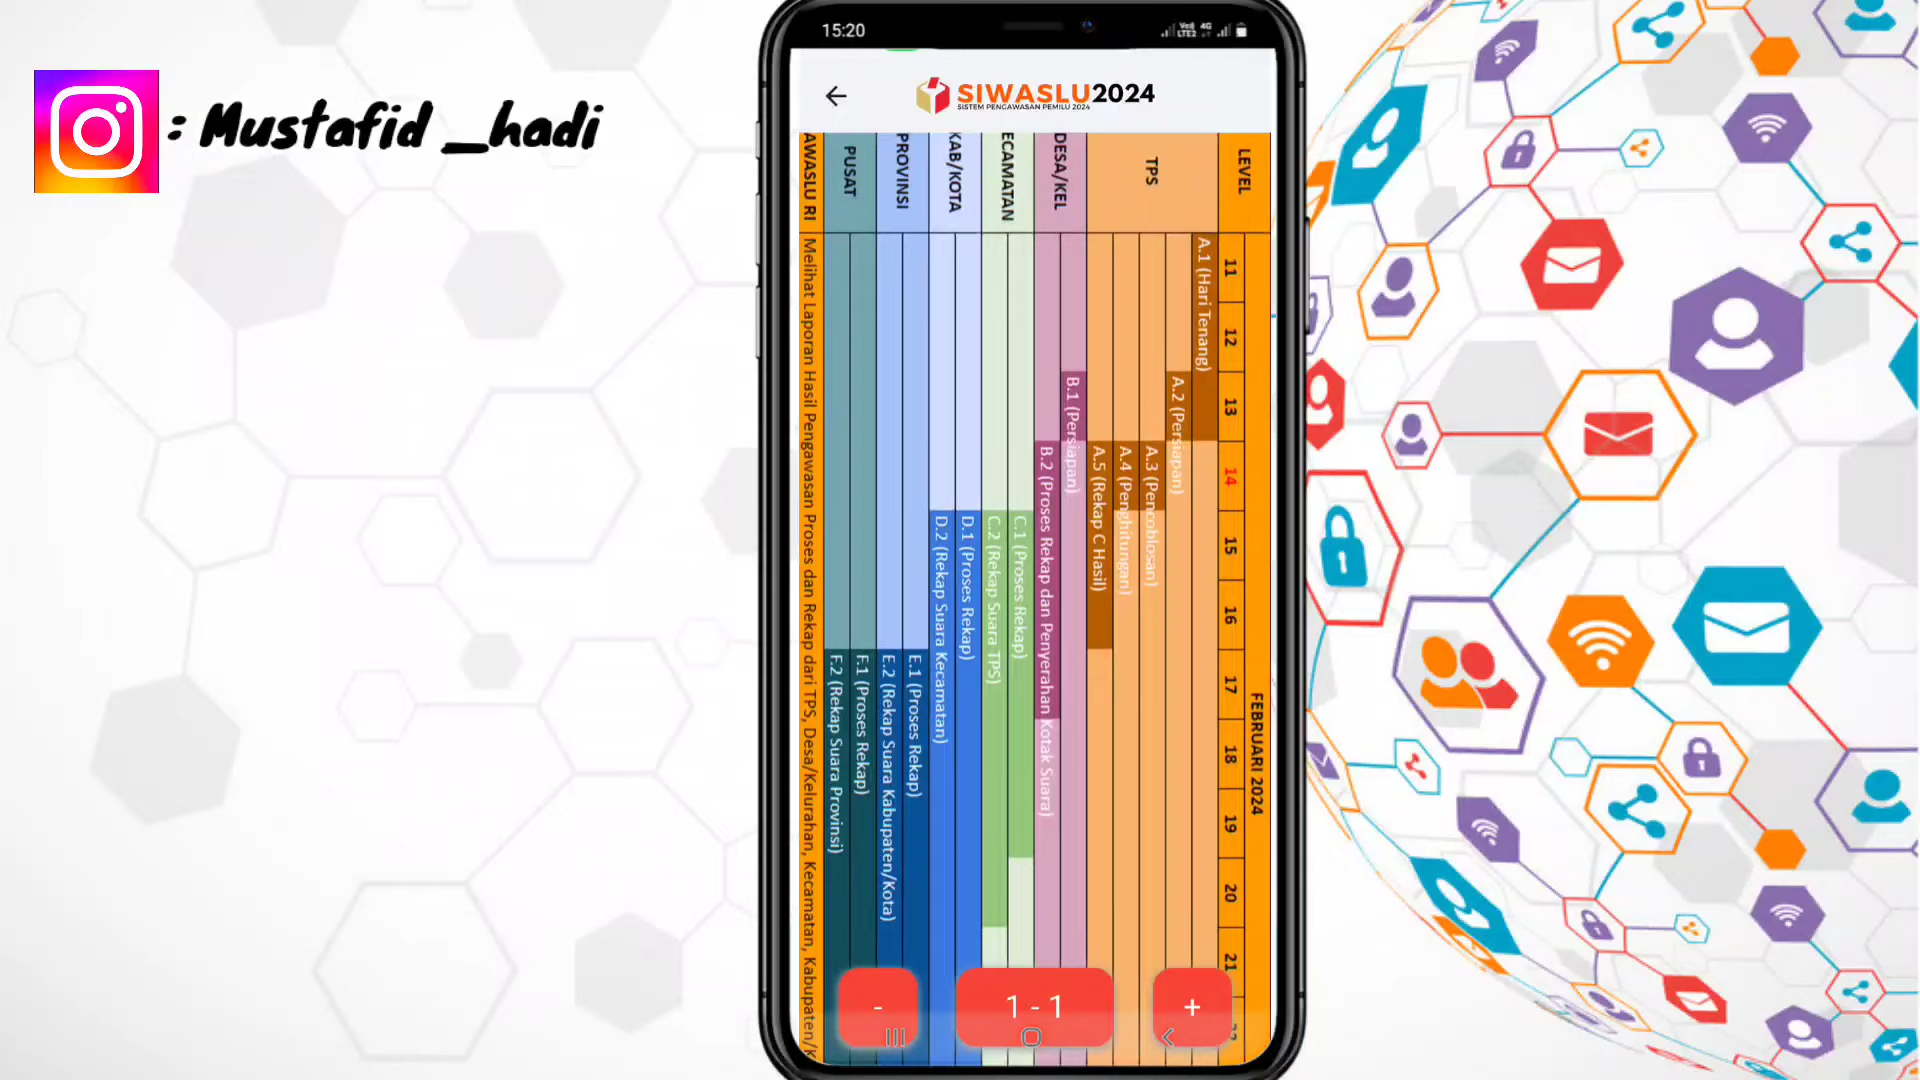 15:20
VoLTE2 4G
: Mustafid _hadi
SIWASLU2024
SISTEM PENGAWASAN PEMILU 2024
FEBRUARI 2024
LEVEL
11
12
13
14
15
16
17
18
19
20
21
TPS
A.1 (Hari Tenang)
A.2 (Persiapan)
A.3 (Pencoblosan)
A.4 (Penghitungan)
A.5 (Rekap C Hasil)
DESA/KEL
B.1 (Persiapan)
B.2 (Proses Rekap dan Penyerahan Kotak Suara)
ECAMATAN
C.1 (Proses Rekap)
C.2 (Rekap Suara TPS)
KAB/KOTA
D.1 (Proses Rekap)
D.2 (Rekap Suara Kecamatan)
PROVINSI
E.1 (Proses Rekap)
E.2 (Rekap Suara Kabupaten/Kota)
PUSAT
F.1 (Proses Rekap)
F.2 (Rekap Suara Provinsi)
AWASLU RI
Melihat Laporan Hasil Pengawasan Proses dan Rekap dari TPS, Desa/Kelurahan, Kecamatan, Kabupaten/K
-
1 - 1
+